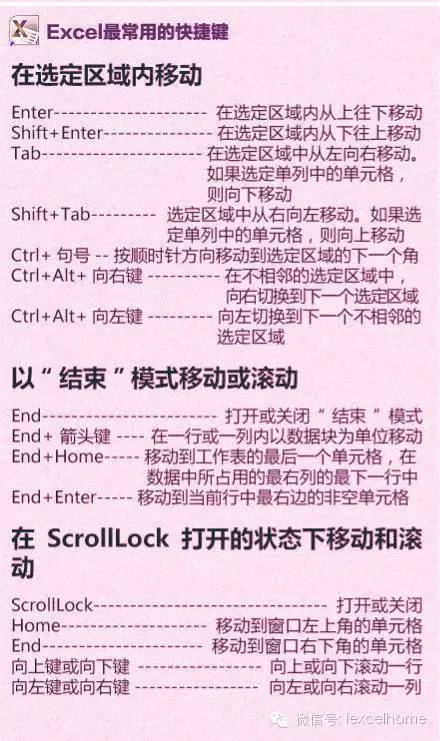 Excel最常用的快捷键
在选定区域内移动
Enter---------------------- 在选定区域内从上往下移动
Shift+Enter---------------- 在选定区域内从下往上移动
Tab----------------------- 在选定区域中从左向右移动。
如果选定单列中的单元格，
则向下移动
Shift+Tab--------- 选定区域中从右向左移动。如果选
定单列中的单元格，则向上移动
Ctrl+ 句号 -- 按顺时针方向移动到选定区域的下一个角
Ctrl+Alt+ 向右键 ---------- 在不相邻的选定区域中，
向右切换到下一个选定区域
Ctrl+Alt+ 向左键 --------- 向左切换到下一个不相邻的
选定区域
以“ 结束 ”模式移动或滚动
End------------------------- 打开或关闭“ 结束 ”模式
End+ 箭头键 ---- 在一行或一列内以数据块为单位移动
End+Home----- 移动到工作表的最后一个单元格，在
数据中所占用的最右列的最下一行中
End+Enter----- 移动到当前行中最右边的非空单元格
在 ScrollLock 打开的状态下移动和滚
动
ScrollLock--------------------------------- 打开或关闭
Home--------------------- 移动到窗口左上角的单元格
End----------------------- 移动到窗口右下角的单元格
向上键或向下键 ------------------ 向上或向下滚动一行
向左键或向右键 ------------------ 向左或向右滚动一列
微信号: iexcelhome